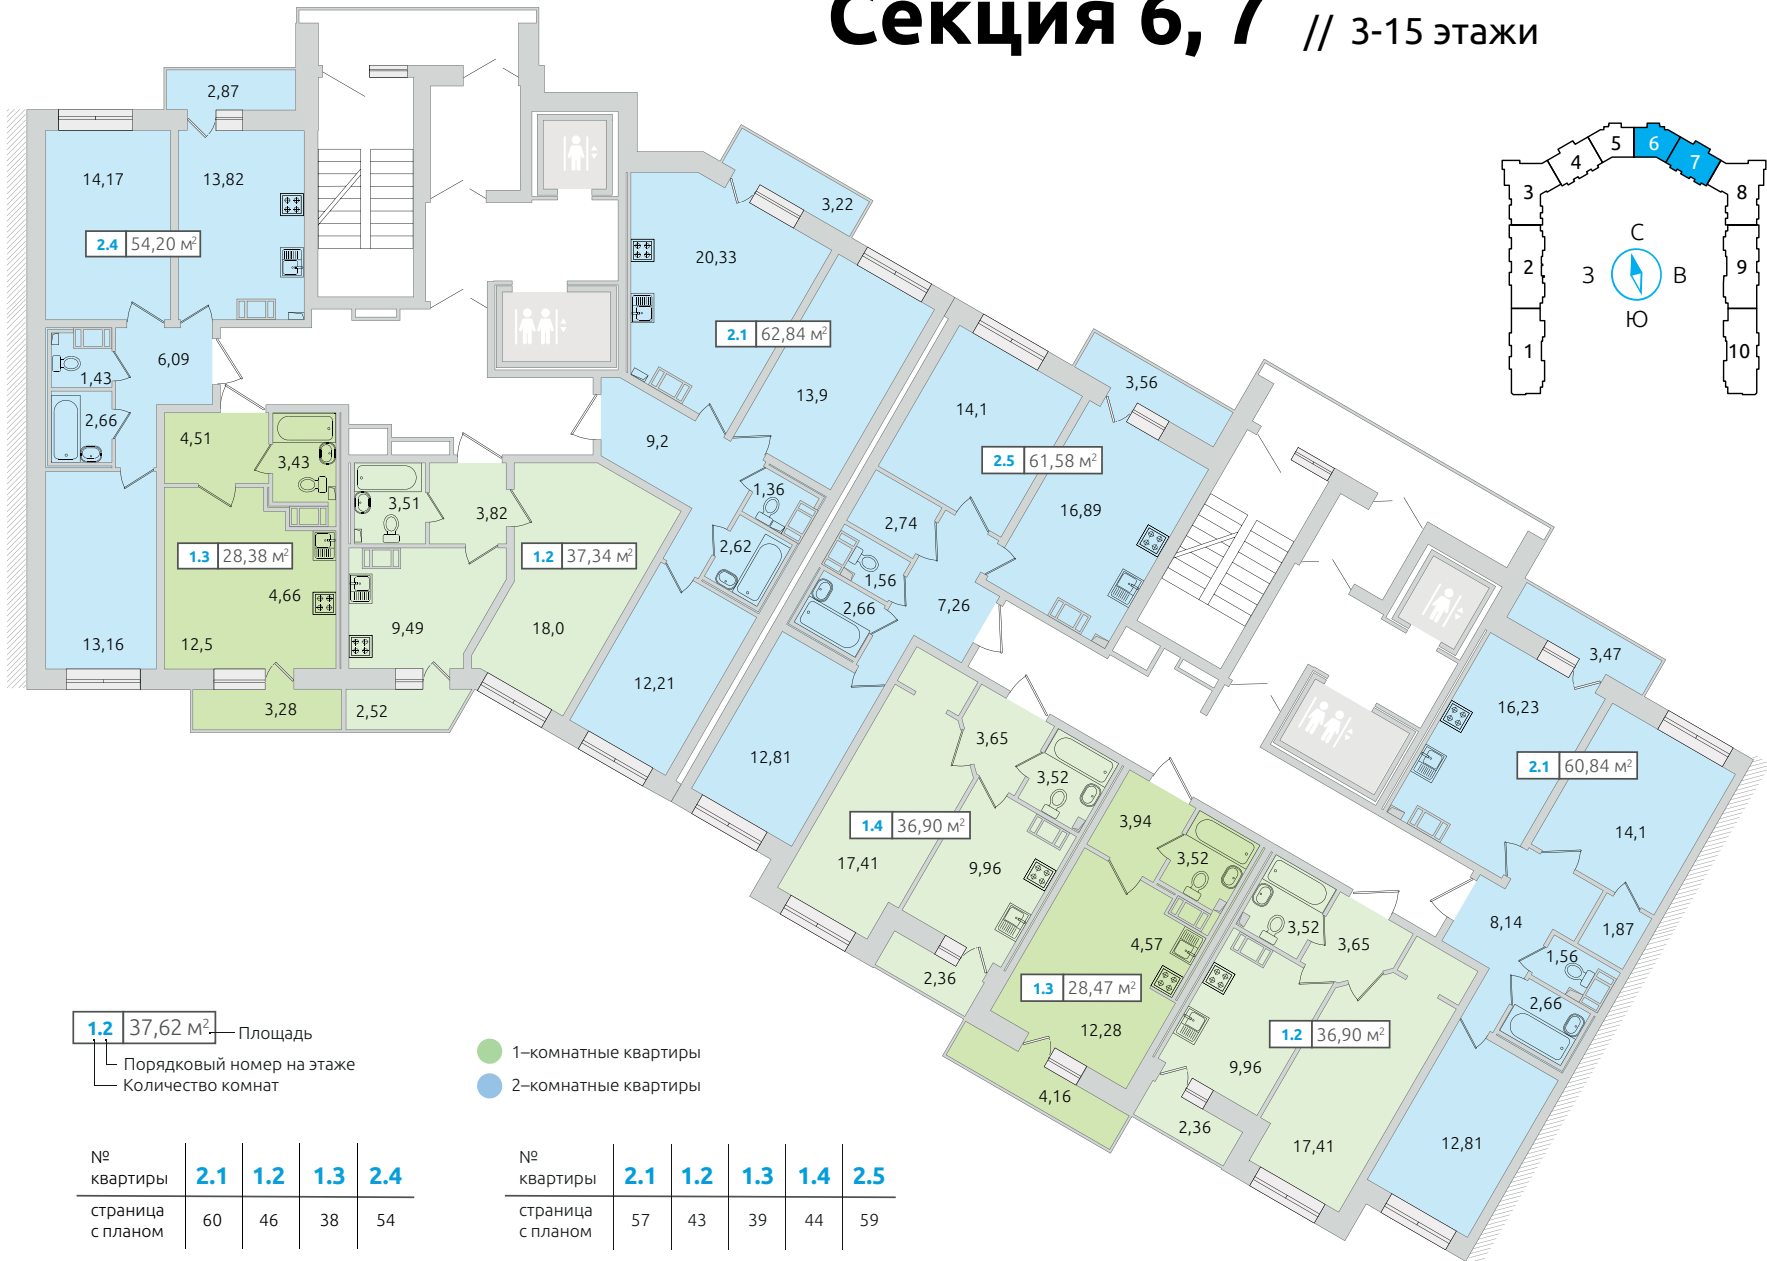 Секция 6, 7 // 3-15 этажи
2,87
14,17
13,82
2.4 54,20 м²
6,09
1,43
2,66
13,16
4,51
3,43
1.3 28,38 м²
4,66
12,5
3,28
3,51
3,82
1.2 37,34 м²
9,49
18,0
2,52
3,22
20,33
2.1 62,84 м²
13,9
9,2
1,36
2,62
12,21
14,1
3,56
2.5 61,58 м²
16,89
2,74
1,56
2,66
7,26
12,81
3,65
3,52
1.4 36,90 м²
17,41
9,96
2,36
3,94
3,52
4,57
1.3 28,47 м²
12,28
4,16
3,52
3,65
1.2 36,90 м²
9,96
2,36
17,41
3,47
16,23
2.1 60,84 м²
14,1
8,14
1,87
1,56
2,66
12,81
1
2
3
4
5
6
7
8
9
10
С
З
В
Ю
1.2 37,62 м²
Площадь
Порядковый номер на этаже
Количество комнат
1–комнатные квартиры
2–комнатные квартиры
№
квартиры 2.1 1.2 1.3 2.4
страница
с планом 60 46 38 54
№
квартиры 2.1 1.2 1.3 1.4 2.5
страница
с планом 57 43 39 44 59